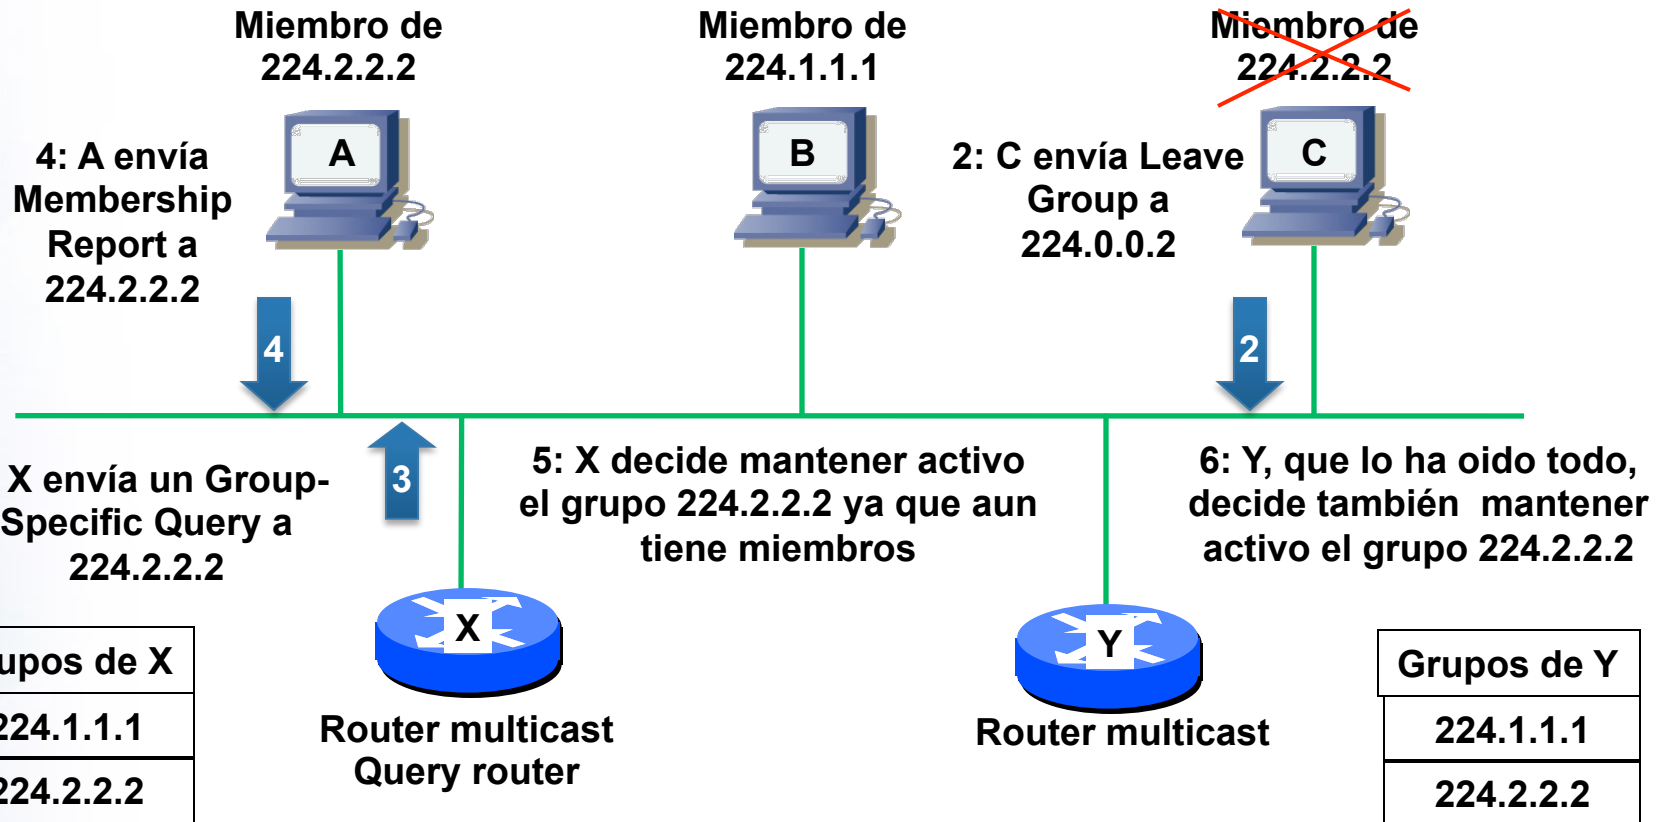 Miembro de
224.2.2.2
Miembro de
224.1.1.1
Miembro de
224.2.2.2
4: A envía
Membership
Report a
224.2.2.2
A
B
2: C envía Leave
Group a
224.0.0.2
C
4
2
X envía un Group-
Specific Query a
224.2.2.2
3
5: X decide mantener activo
el grupo 224.2.2.2 ya que aun
tiene miembros
6: Y, que lo ha oido todo,
decide también mantener
activo el grupo 224.2.2.2
X
Y
upos de X
224.1.1.1
224.2.2.2
Router multicast
Query router
Router multicast
Grupos de Y
224.1.1.1
224.2.2.2